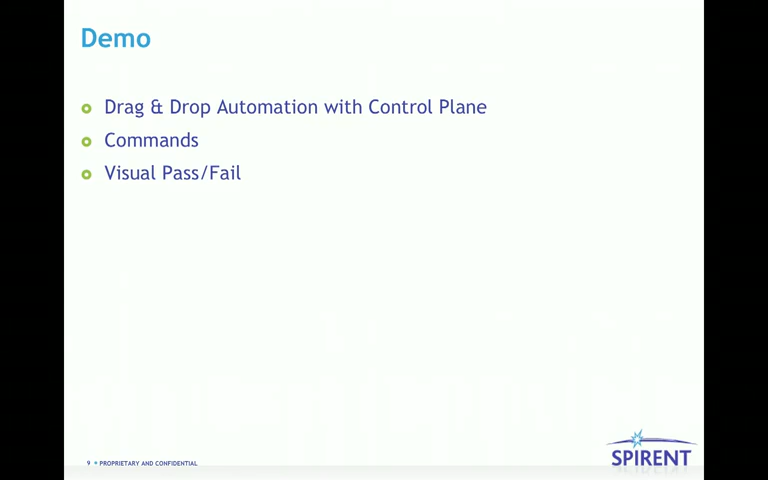 Demo
Drag & Drop Automation with Control Plane
Commands
Visual Pass/Fail
9 PROPRIETARY AND CONFIDENTIAL
SPIRENT